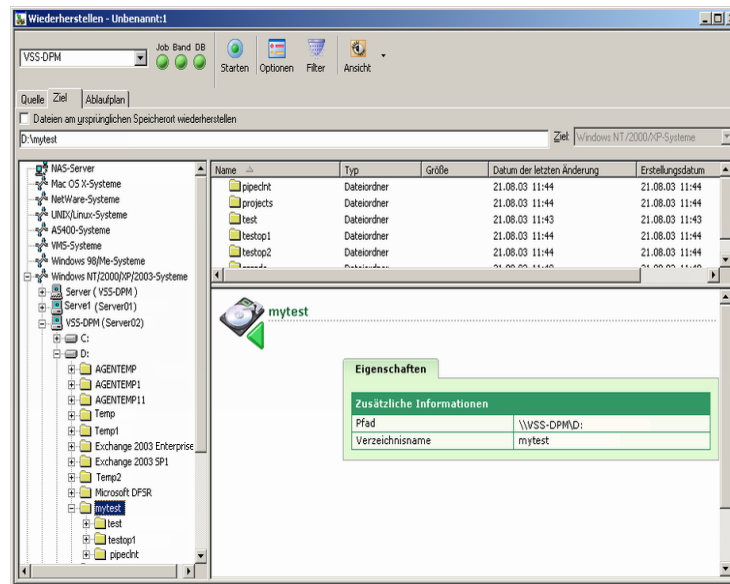 Wiederherstellen - Unbenannt:1
VSS-DPM
Job Band DB
Starten Optionen Filter Ansicht
Quelle Ziel Ablaufplan
Dateien am ursprünglichen Speicherort wiederherstellen
D:\mytest
Ziel: Windows NT/2000/XP-Systeme
NAS-Server
Mac OS X-Systeme
NetWare-Systeme
UNIX/Linux-Systeme
AS400-Systeme
VMS-Systeme
Windows 98/Me-Systeme
Windows NT/2000/XP/2003-Systeme
Server ( VSS-DPM )
Serve1 (Server01)
VSS-DPM (Server02)
C:
D:
AGENTEMP
AGENTEMP1
AGENTEMP11
Temp
Temp1
Exchange 2003 Enterprise
Exchange 2003 SP1
Temp2
Microsoft DFSR
mytest
test
testop1
pipeclnt
Name Typ Größe Datum der letzten Änderung Erstellungsdatum
pipeclnt Dateiordner 21.08.03 11:44 21.08.03 11:44
projects Dateiordner 21.08.03 11:44 21.08.03 11:44
test Dateiordner 21.08.03 11:43 21.08.03 11:43
testop1 Dateiordner 21.08.03 11:44 21.08.03 11:44
testop2 Dateiordner 21.08.03 11:44 21.08.03 11:44
mytest
Eigenschaften
Zusätzliche Informationen
Pfad \\VSS-DPM\D:
Verzeichnisname mytest